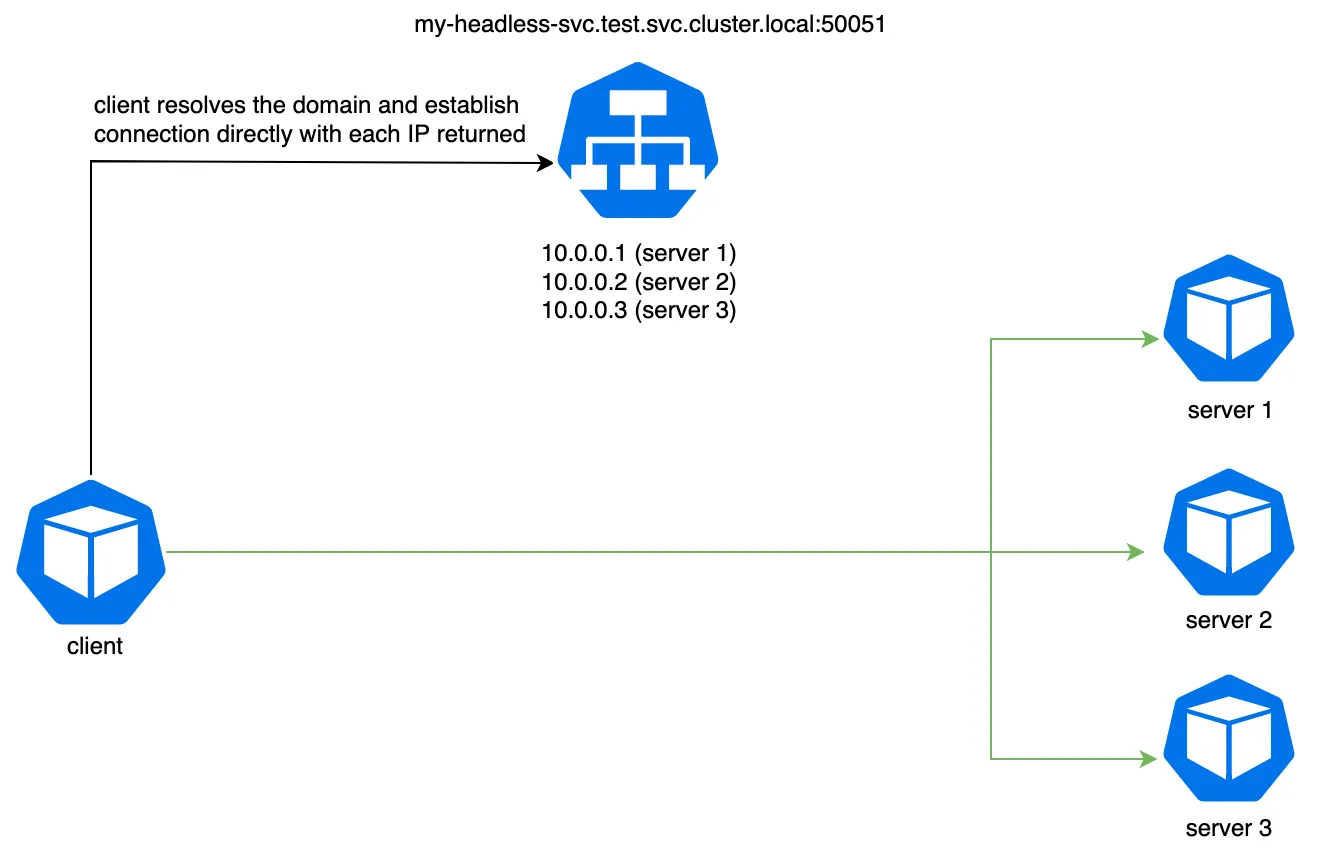 my-headless-svc.test.svc.cluster.local:50051
client resolves the domain and establish
connection directly with each IP returned
10.0.0.1 (server 1)
10.0.0.2 (server 2)
10.0.0.3 (server 3)
server 1
server 2
client
server 3